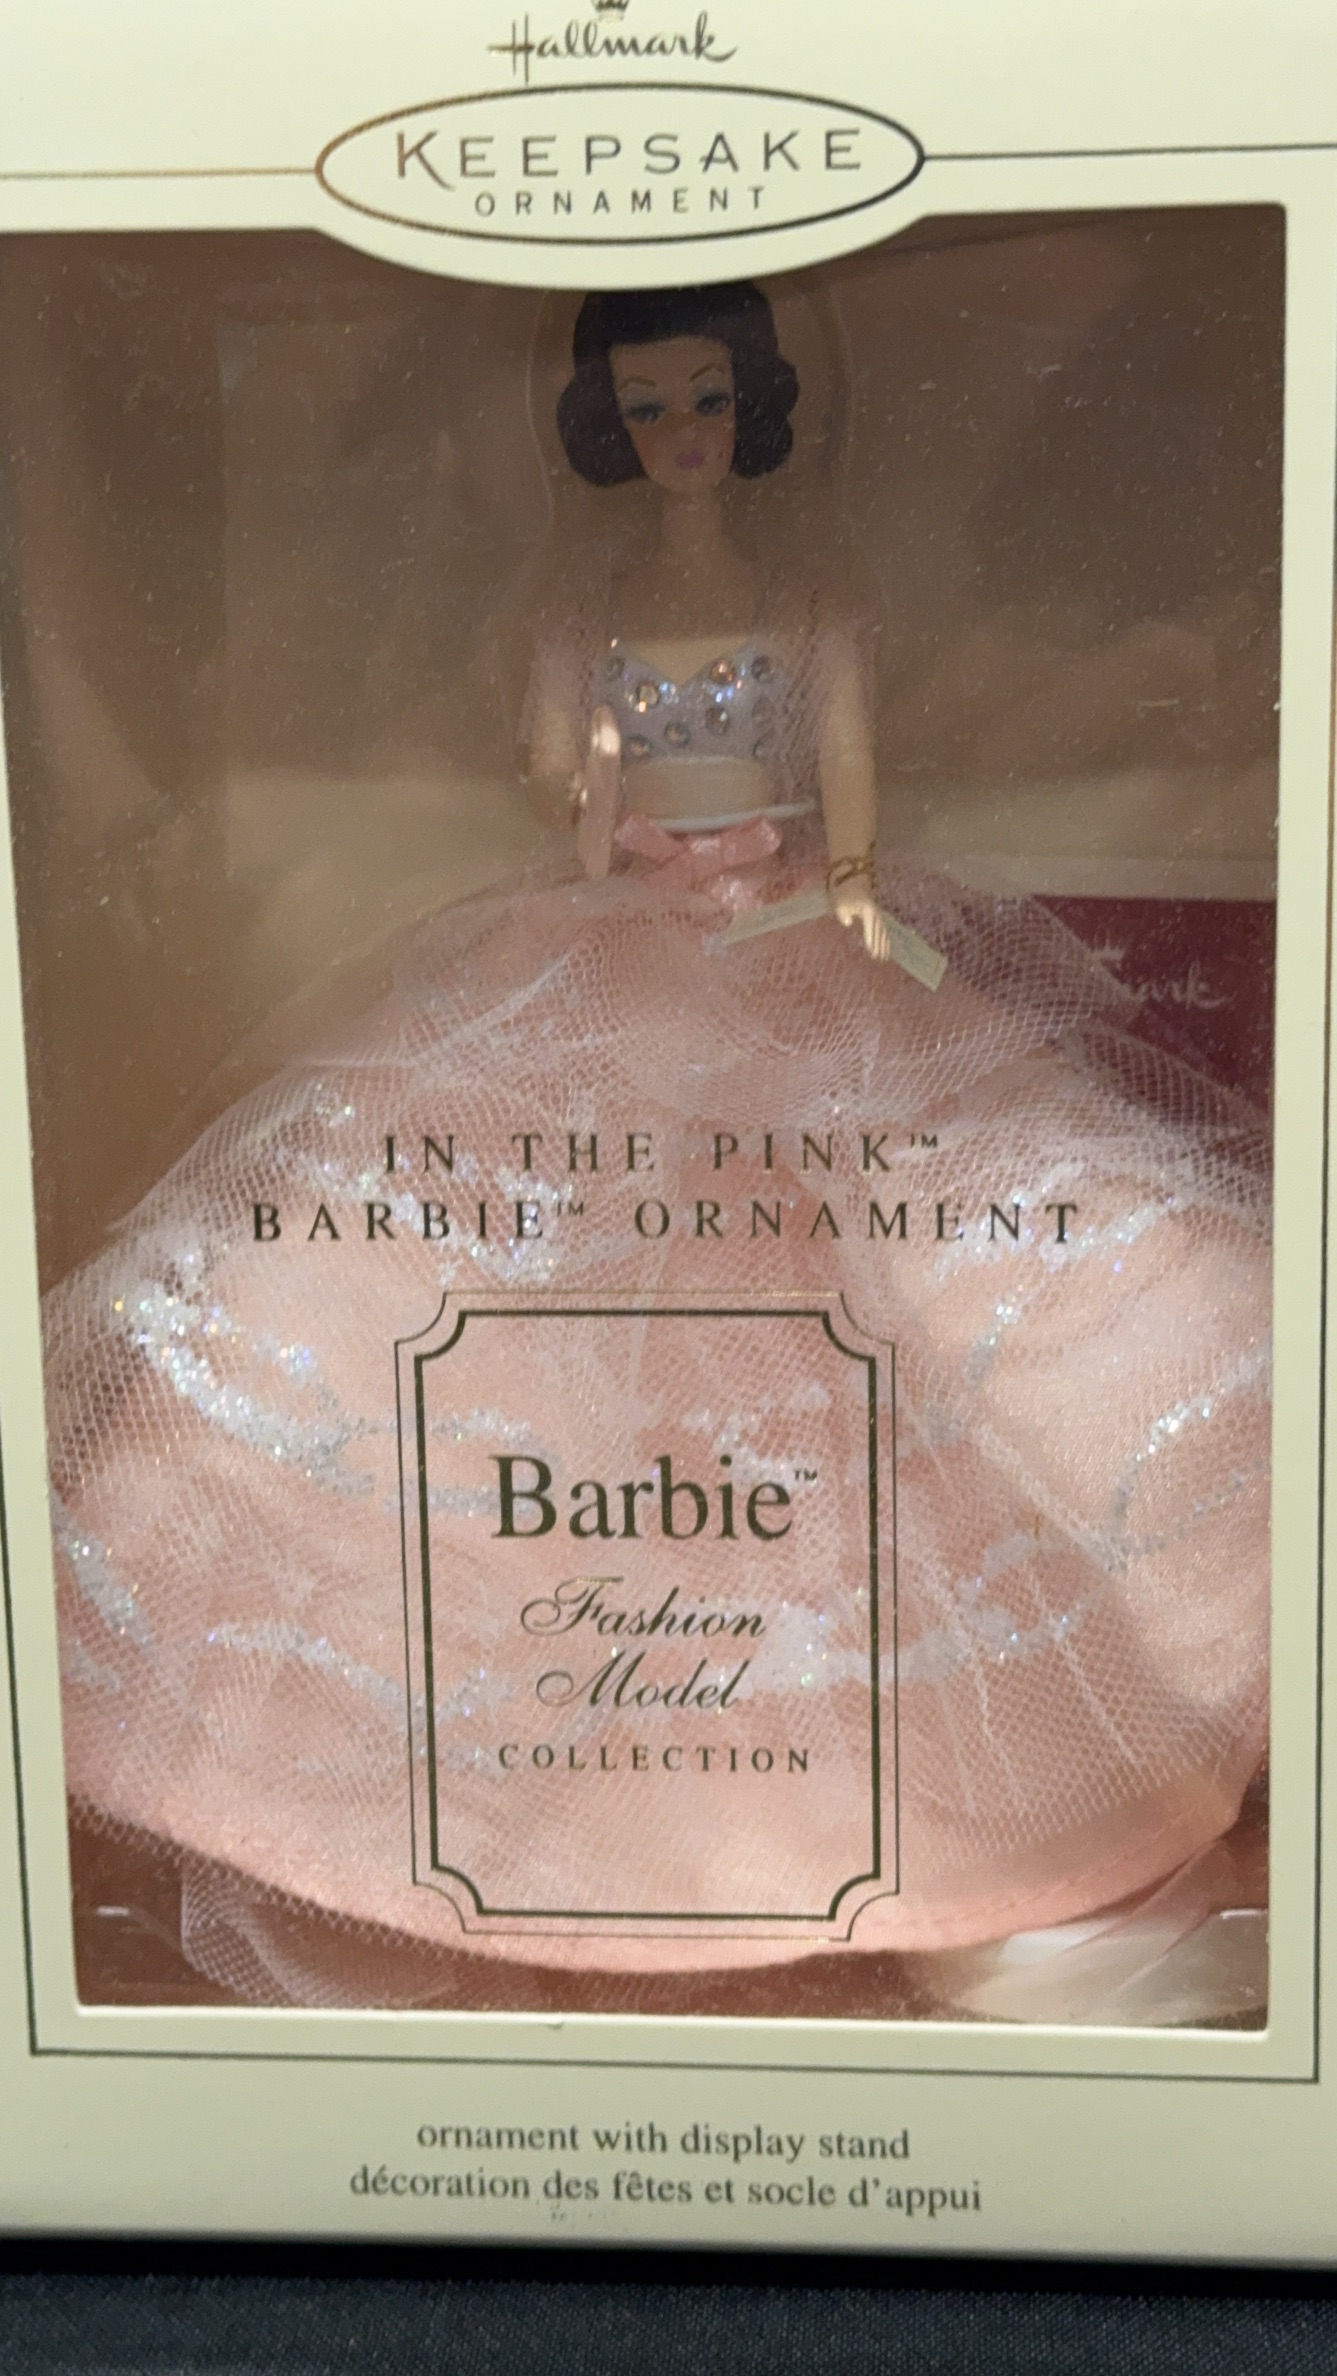 Hallmark
KEEPSAKE
ORNAMENT
IN THE PINK™
BARBIE™ ORNAMENT
Barbie™
Fashion
Model
COLLECTION
ornament with display stand
décoration des fêtes et socle d'appui